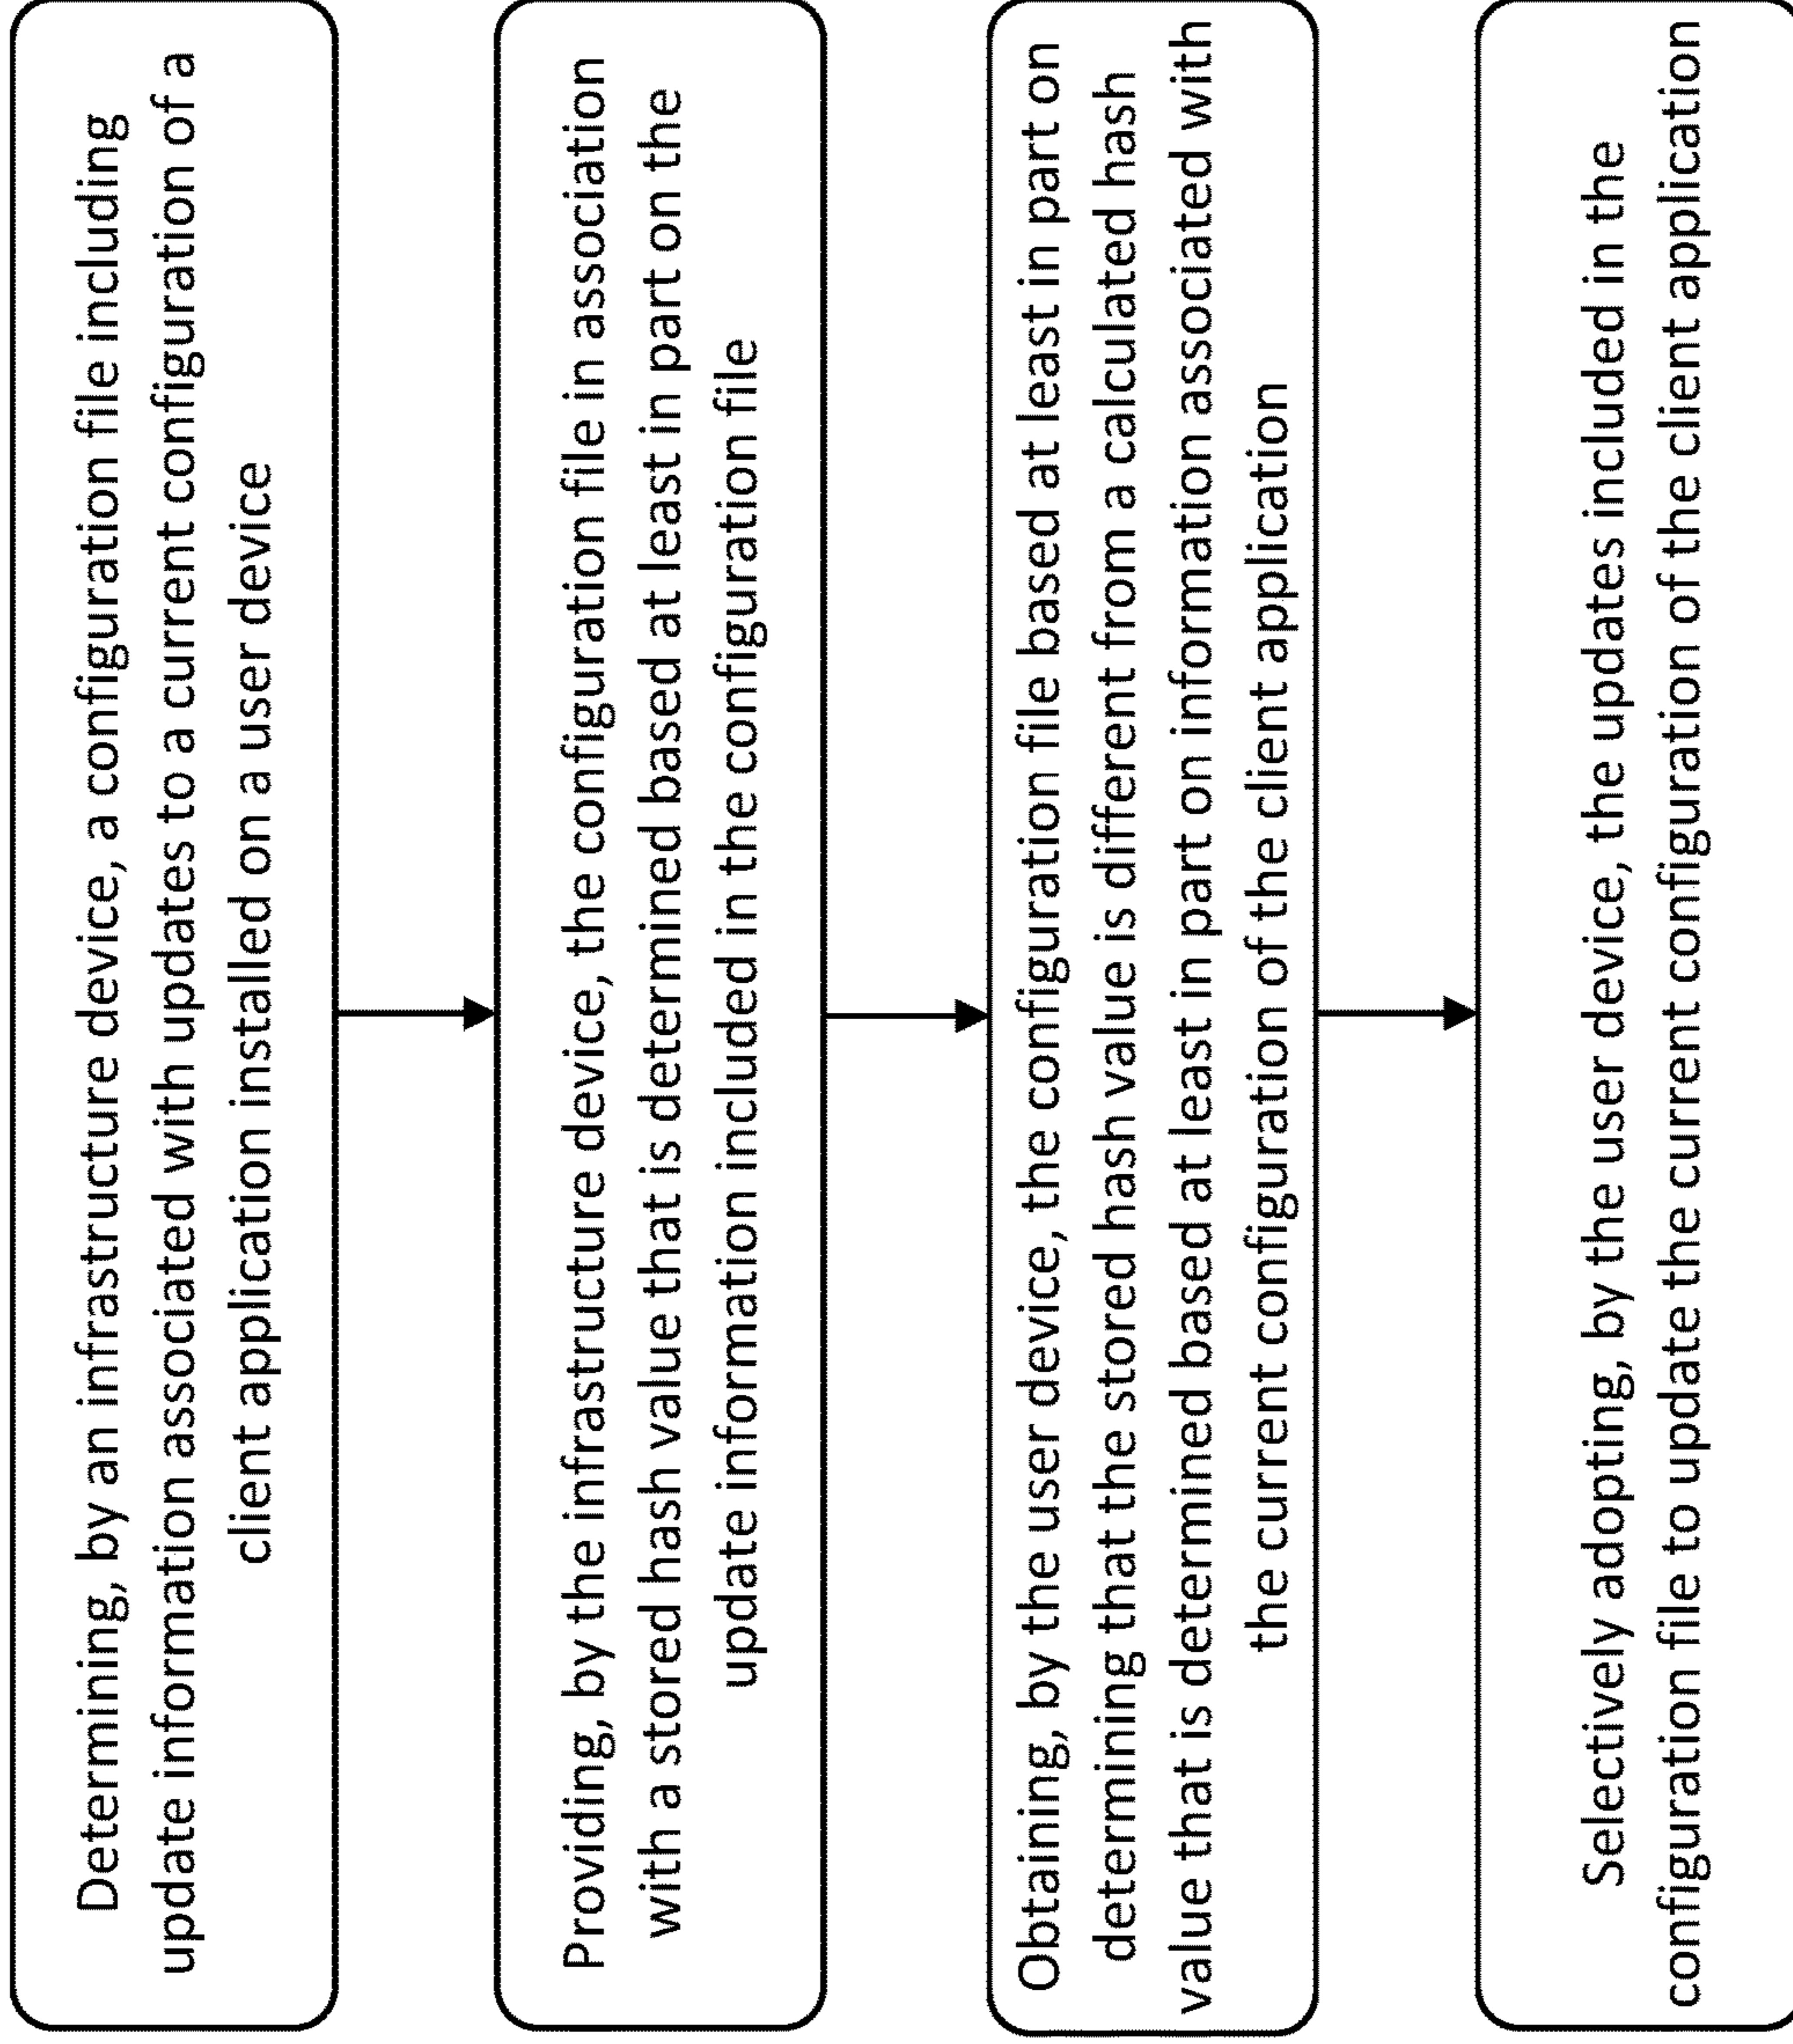 Determining, by an infrastructure device, a configuration file including
update information associated with updates to a current configuration of a
client application installed on a user device
Providing, by the infrastructure device, the configuration file in association
with a stored hash value that is determined based at least in part on the
update information included in the configuration file
Obtaining, by the user device, the configuration file based at least in part on
determining that the stored hash value is different from a calculated hash
value that is determined based at least in part on information associated with
the current configuration of the client application
Selectively adopting, by the user device, the updates included in the
configuration file to update the current configuration of the client application